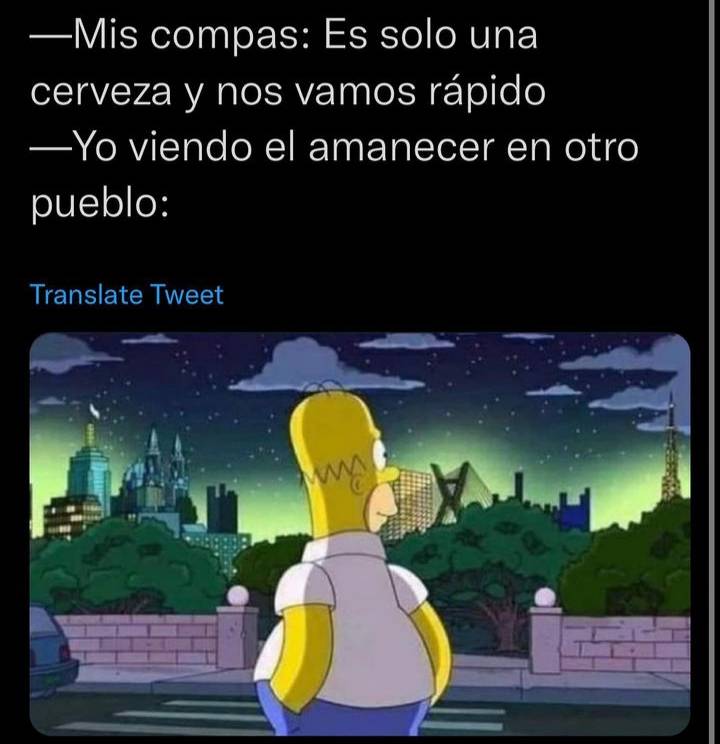 —Mis compas: Es solo una
cerveza y nos vamos rápido
—Yo viendo el amanecer en otro
pueblo:
Translate Tweet